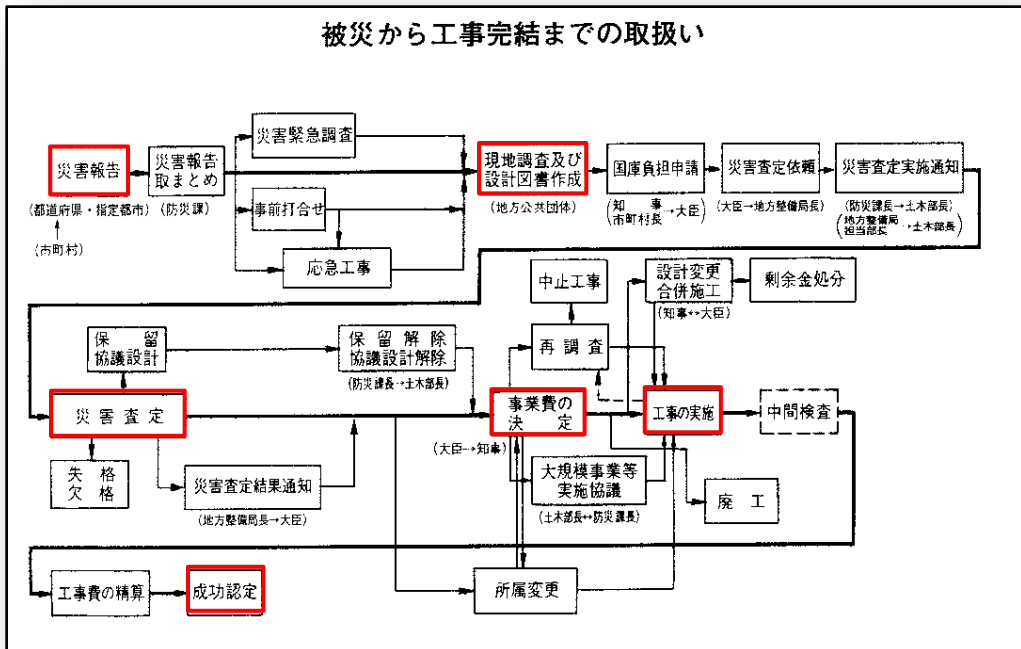 被災から工事完結までの取扱い
災害緊急調査
災害報告
災害報告
取まとめ
現地調査及び
設計図書作成
国庫負担申請
災害査定依頼
災害査定実施通知
(都道府県・指定都市)
(防災課)
事前打合せ
(地方公共団体)
(知事
市町村長→大臣)
(大臣→地方整備局長)
(防災課長→土木部長)
(地方整備局
担当部長→土木部長)
(市町村)
応急工事
中止工事
設計変更
合併施工
剰余金処分
(知事↔大臣)
保留
協議設計
保留解除
協議設計解除
再調査
(防災課長→土木部長)
災害査定
事業費の
決定
工事の実施
中間検査
(大臣→知事)
失格
欠格
災害査定結果通知
大規模事業等
実施協議
廃工
(地方整備局長→大臣)
(土木部長↔防災課長)
工事費の精算
成功認定
所属変更